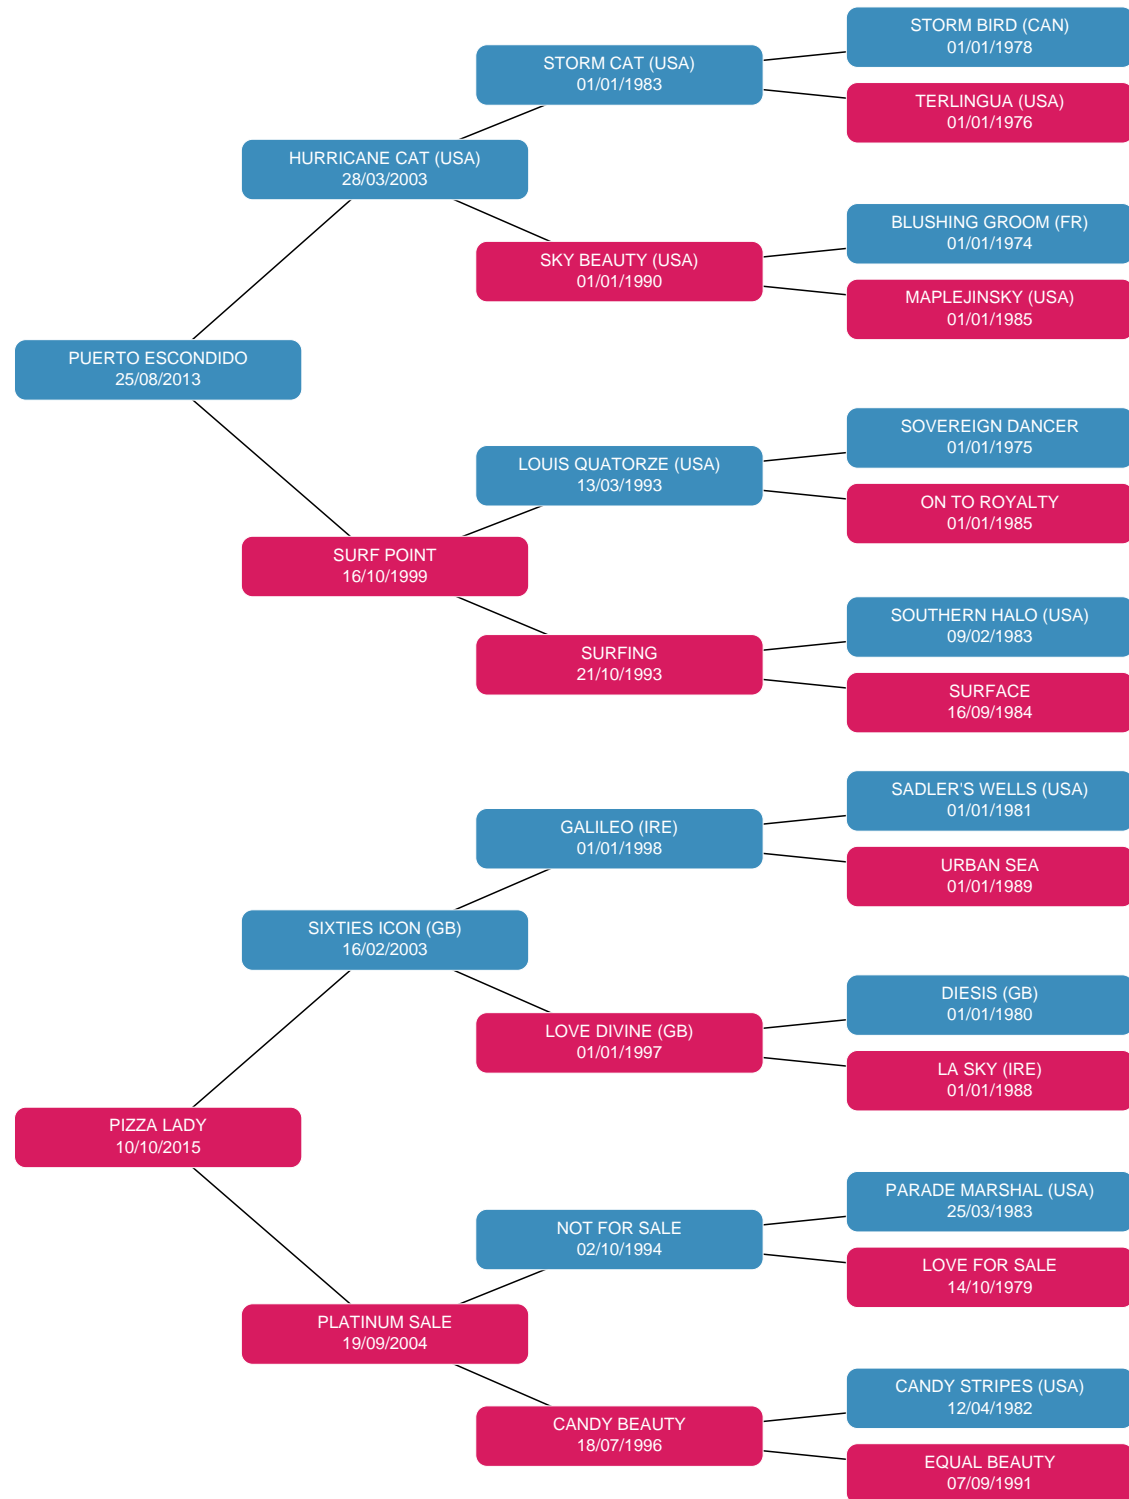 STORM BIRD (CAN)
01/01/1978
STORM CAT (USA)
01/01/1983
TERLINGUA (USA)
01/01/1976
HURRICANE CAT (USA)
28/03/2003
BLUSHING GROOM (FR)
01/01/1974
SKY BEAUTY (USA)
01/01/1990
MAPLEJINSKY (USA)
01/01/1985
PUERTO ESCONDIDO
25/08/2013
SOVEREIGN DANCER
01/01/1975
LOUIS QUATORZE (USA)
13/03/1993
ON TO ROYALTY
01/01/1985
SURF POINT
16/10/1999
SOUTHERN HALO (USA)
09/02/1983
SURFING
21/10/1993
SURFACE
16/09/1984
SADLER'S WELLS (USA)
01/01/1981
GALILEO (IRE)
01/01/1998
URBAN SEA
01/01/1989
SIXTIES ICON (GB)
16/02/2003
DIESIS (GB)
01/01/1980
LOVE DIVINE (GB)
01/01/1997
LA SKY (IRE)
01/01/1988
PIZZA LADY
10/10/2015
PARADE MARSHAL (USA)
25/03/1983
NOT FOR SALE
02/10/1994
LOVE FOR SALE
14/10/1979
PLATINUM SALE
19/09/2004
CANDY STRIPES (USA)
12/04/1982
CANDY BEAUTY
18/07/1996
EQUAL BEAUTY
07/09/1991